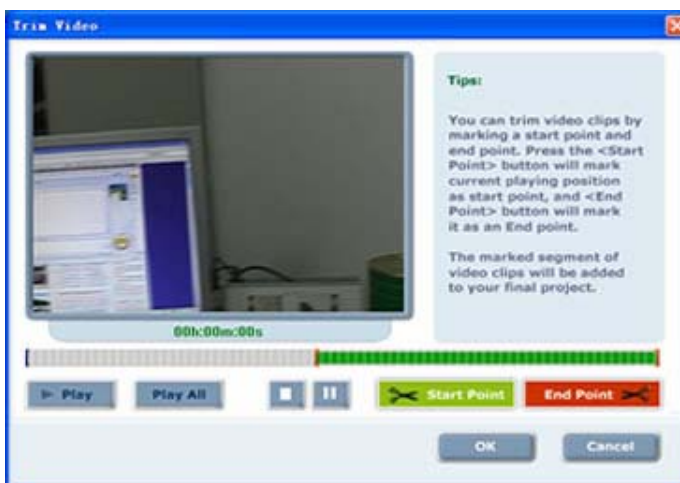 Trim Video
Tips:
You can trim video clips by
marking a start point and
end point. Press the <Start
Point> button will mark
current playing position
as start point, and <End
Point> button will mark
it as an End point.
The marked segment of
video clips will be added
to your final project.
00h:00m:00s
Play
Play All
Start Point
End Point
OK
Cancel